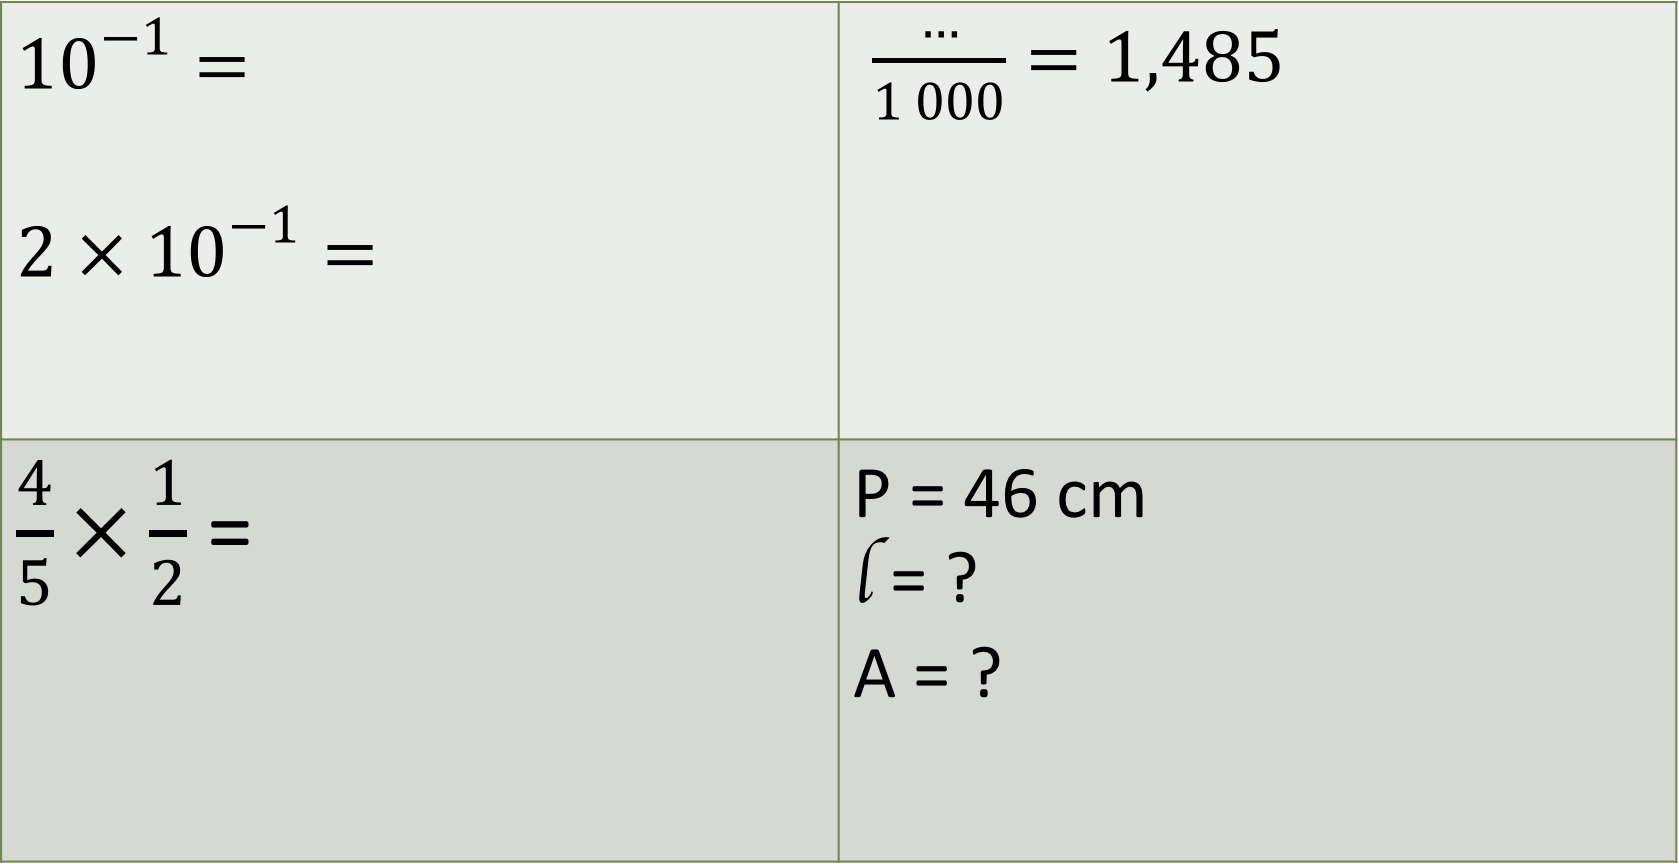 10⁻¹ =
2 × 10⁻¹ =
.../1 000 = 1,485
4/5 × 1/2 =
P = 46 cm
l = ?
A = ?